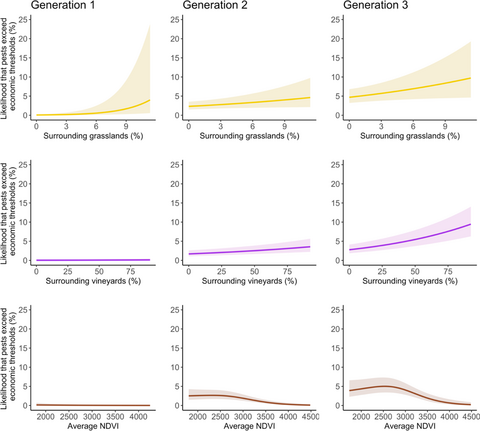 Generation 1 Generation 2 Generation 3
Likelihood that pests exceed
economic thresholds (%)
25 25 25
20 20 20
15 15 15
10 10 10
5 5 5
0 0 0
0 3 6 9 0 3 6 9 0 3 6 9
Surrounding grasslands (%) Surrounding grasslands (%) Surrounding grasslands (%)
Likelihood that pests exceed
economic thresholds (%)
25 25 25
20 20 20
15 15 15
10 10 10
5 5 5
0 0 0
0 25 50 75 0 25 50 75 0 25 50 75
Surrounding vineyards (%) Surrounding vineyards (%) Surrounding vineyards (%)
Likelihood that pests exceed
economic thresholds (%)
25 25 25
20 20 20
15 15 15
10 10 10
5 5 5
0 0 0
2000 2500 3000 3500 4000 2000 2500 3000 3500 4000 4500 2000 2500 3000 3500 4000 4500
Average NDVI Average NDVI Average NDVI